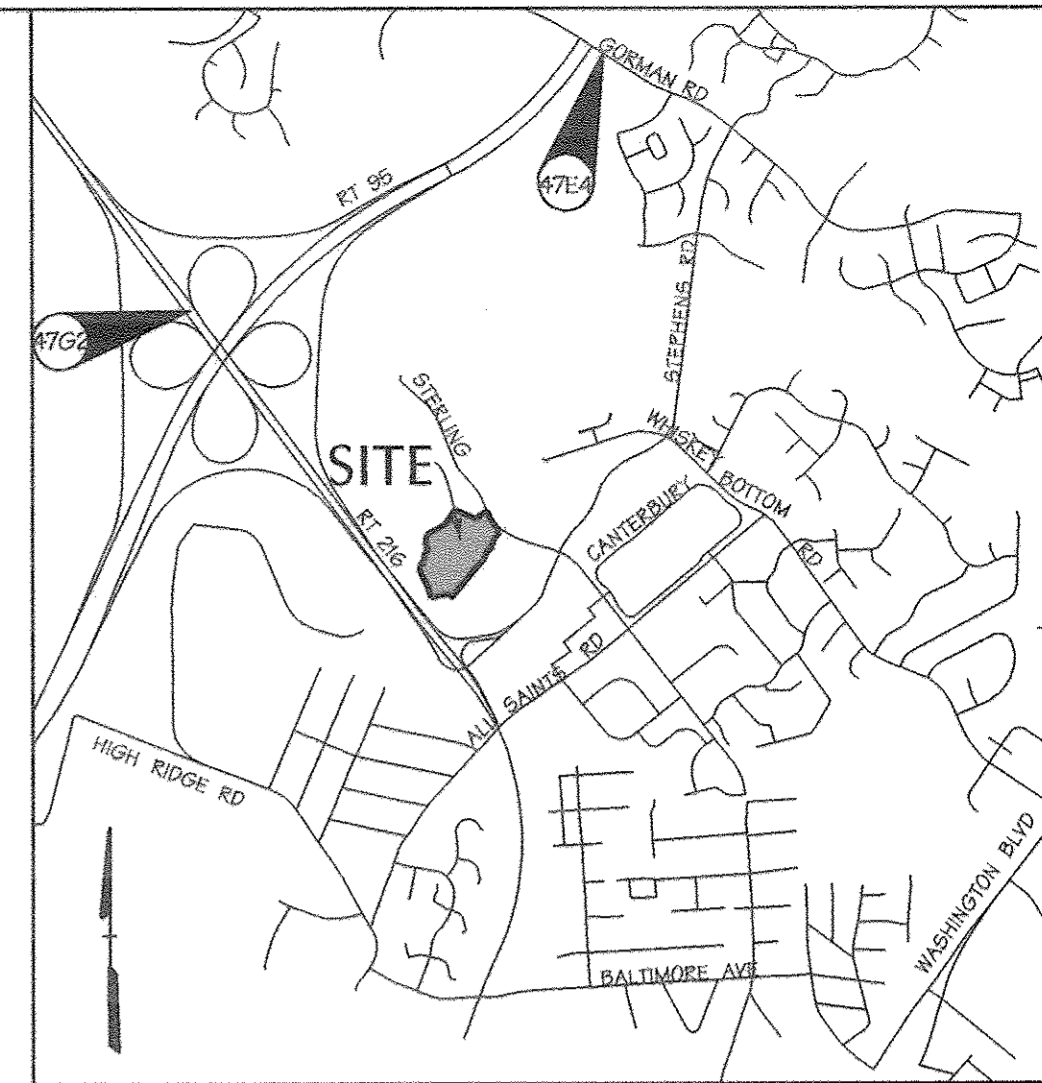 GORMAN RD
RT 95
47E4
STEPHENS RD
47G2
STERLING
SITE
WHISKEY BOTTOM RD
CANTERBURY
RT 216
ALL SAINTS RD
HIGH RIDGE RD
WASHINGTON BLVD
BALTIMORE AVE